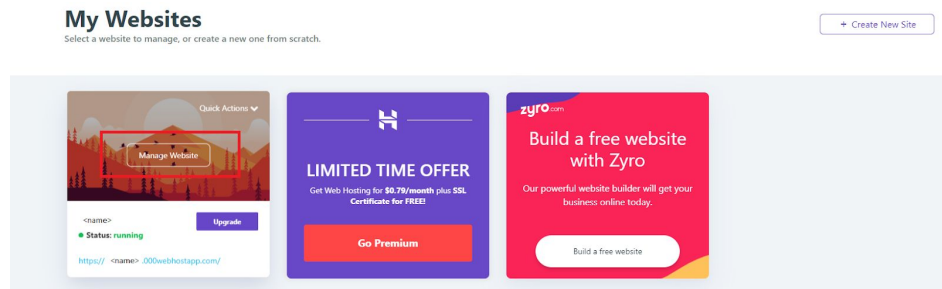 My Websites
Select a website to manage, or create a new one from scratch.
+ Create New Site
Quick Actions
Manage Website
<name>
Upgrade
Status: running
https:// <name> .000webhostapp.com/
LIMITED TIME OFFER
Get Web Hosting for $0.79/month plus SSL
Certificate for FREE!
Go Premium
zyro.com
Build a free website
with Zyro
Our powerful website builder will get your
business online today.
Build a free website